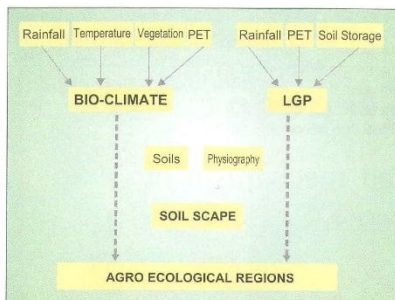 Rainfall Temperature Vegetation PET Rainfall PET Soil Storage
BIO-CLIMATE LGP
Soils Physiography
SOIL SCAPE
AGRO ECOLOGICAL REGIONS